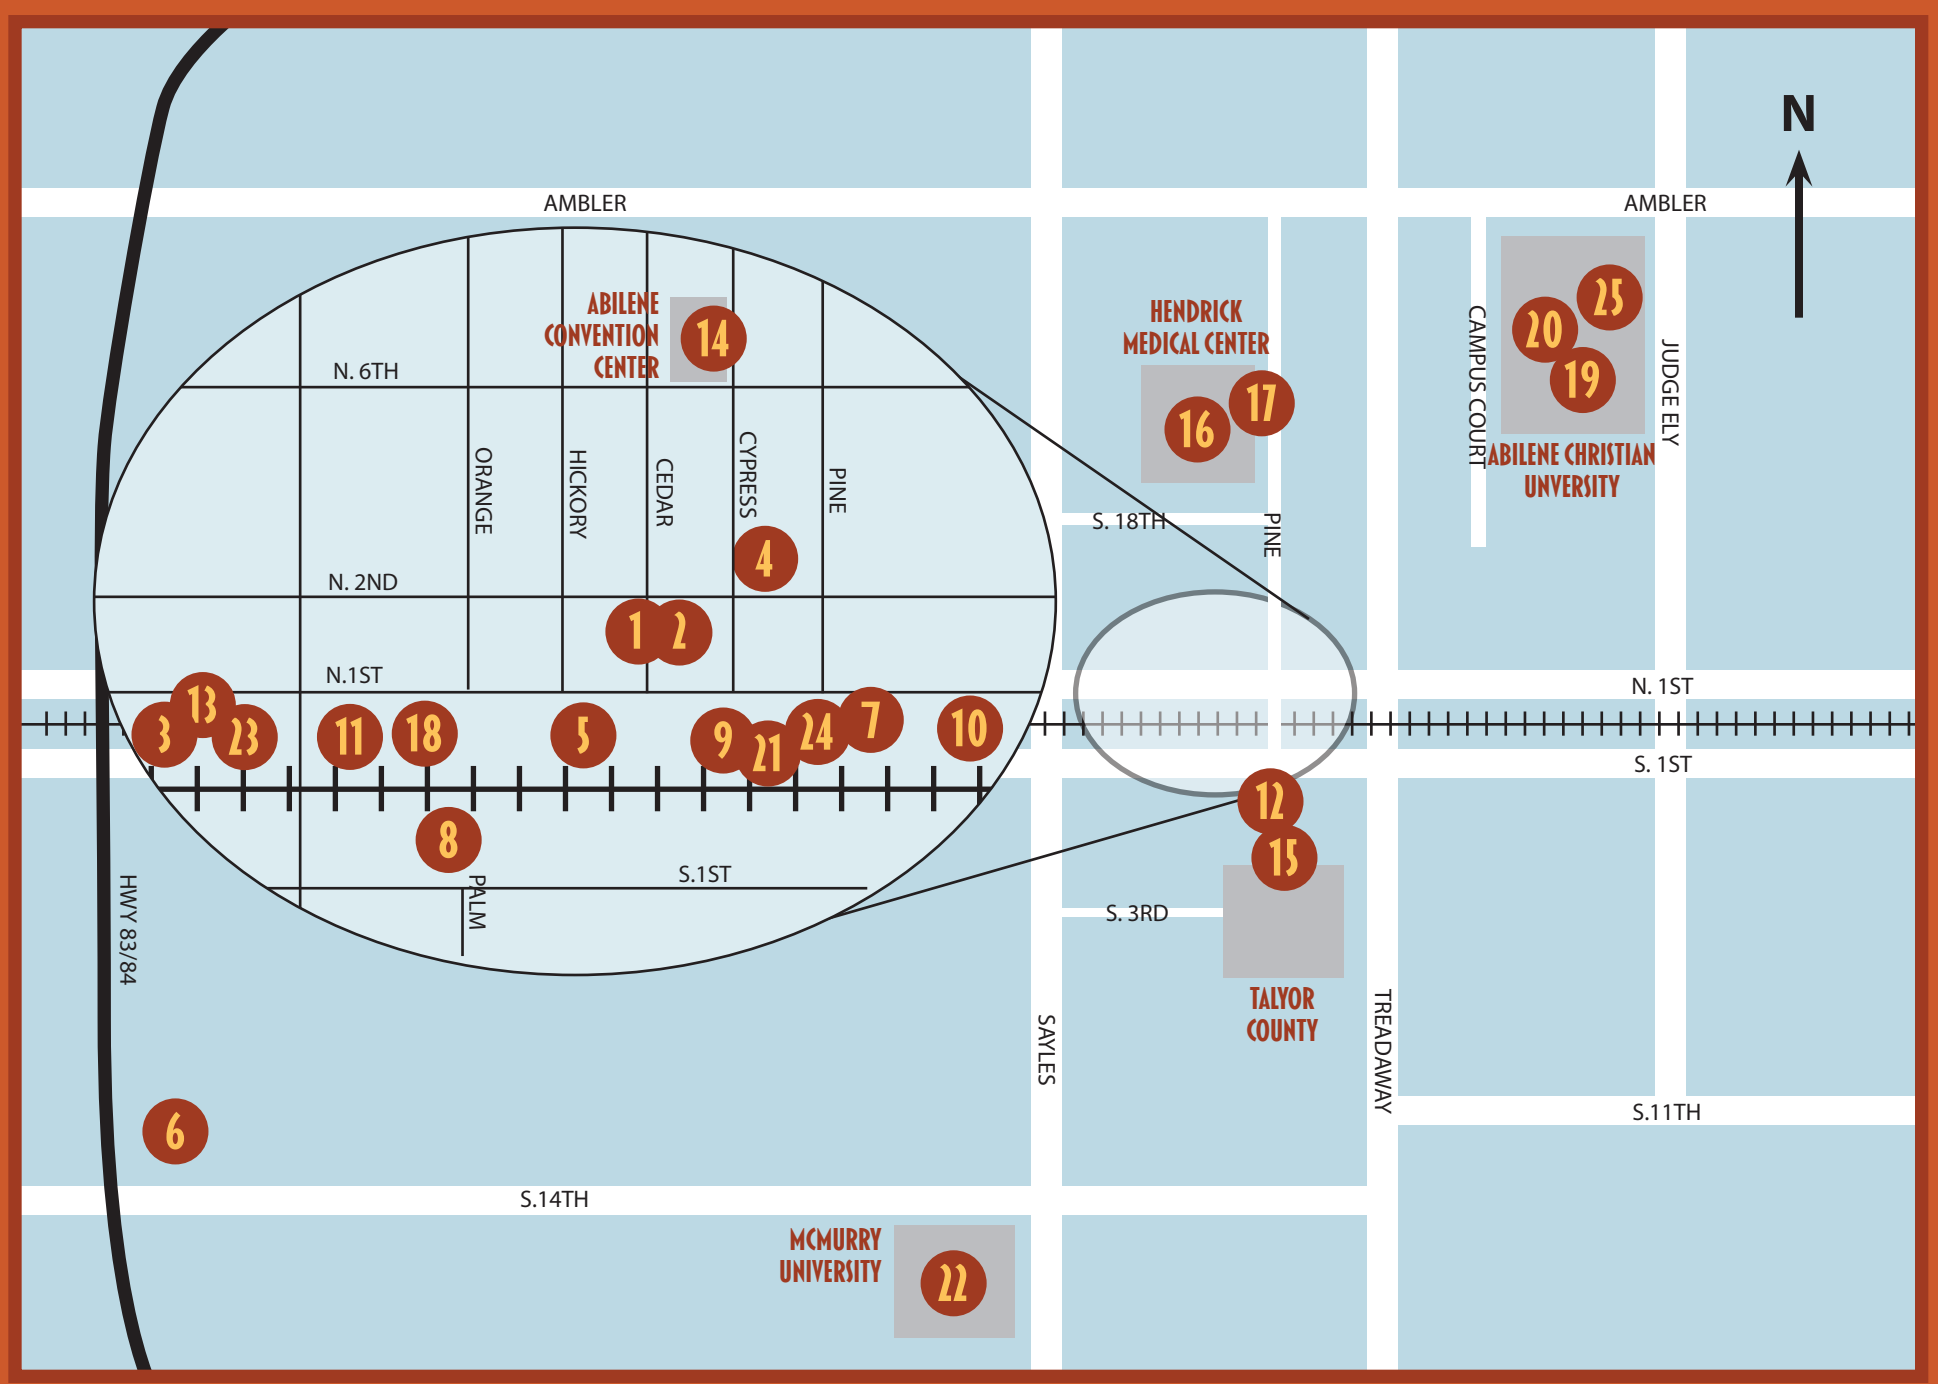 N
AMBLER
AMBLER
ABILENE
CONVENTION
CENTER
14
HENDRICK
MEDICAL CENTER
16
17
CAMPUS COURT
25
20
19
JUDGE ELY
ABILENE CHRISTIAN
UNVERSITY
N. 6TH
ORANGE
HICKORY
CEDAR
CYPRESS
PINE
4
S. 18TH
PINE
N. 2ND
1
2
N.1ST
N. 1ST
3
13
23
11
18
5
9
21
24
7
10
S. 1ST
12
15
8
S.1ST
PALM
HWY 83/84
S. 3RD
TALYOR
COUNTY
SAYLES
TREADAWAY
6
S.11TH
S.14TH
MCMURRY
UNIVERSITY
22